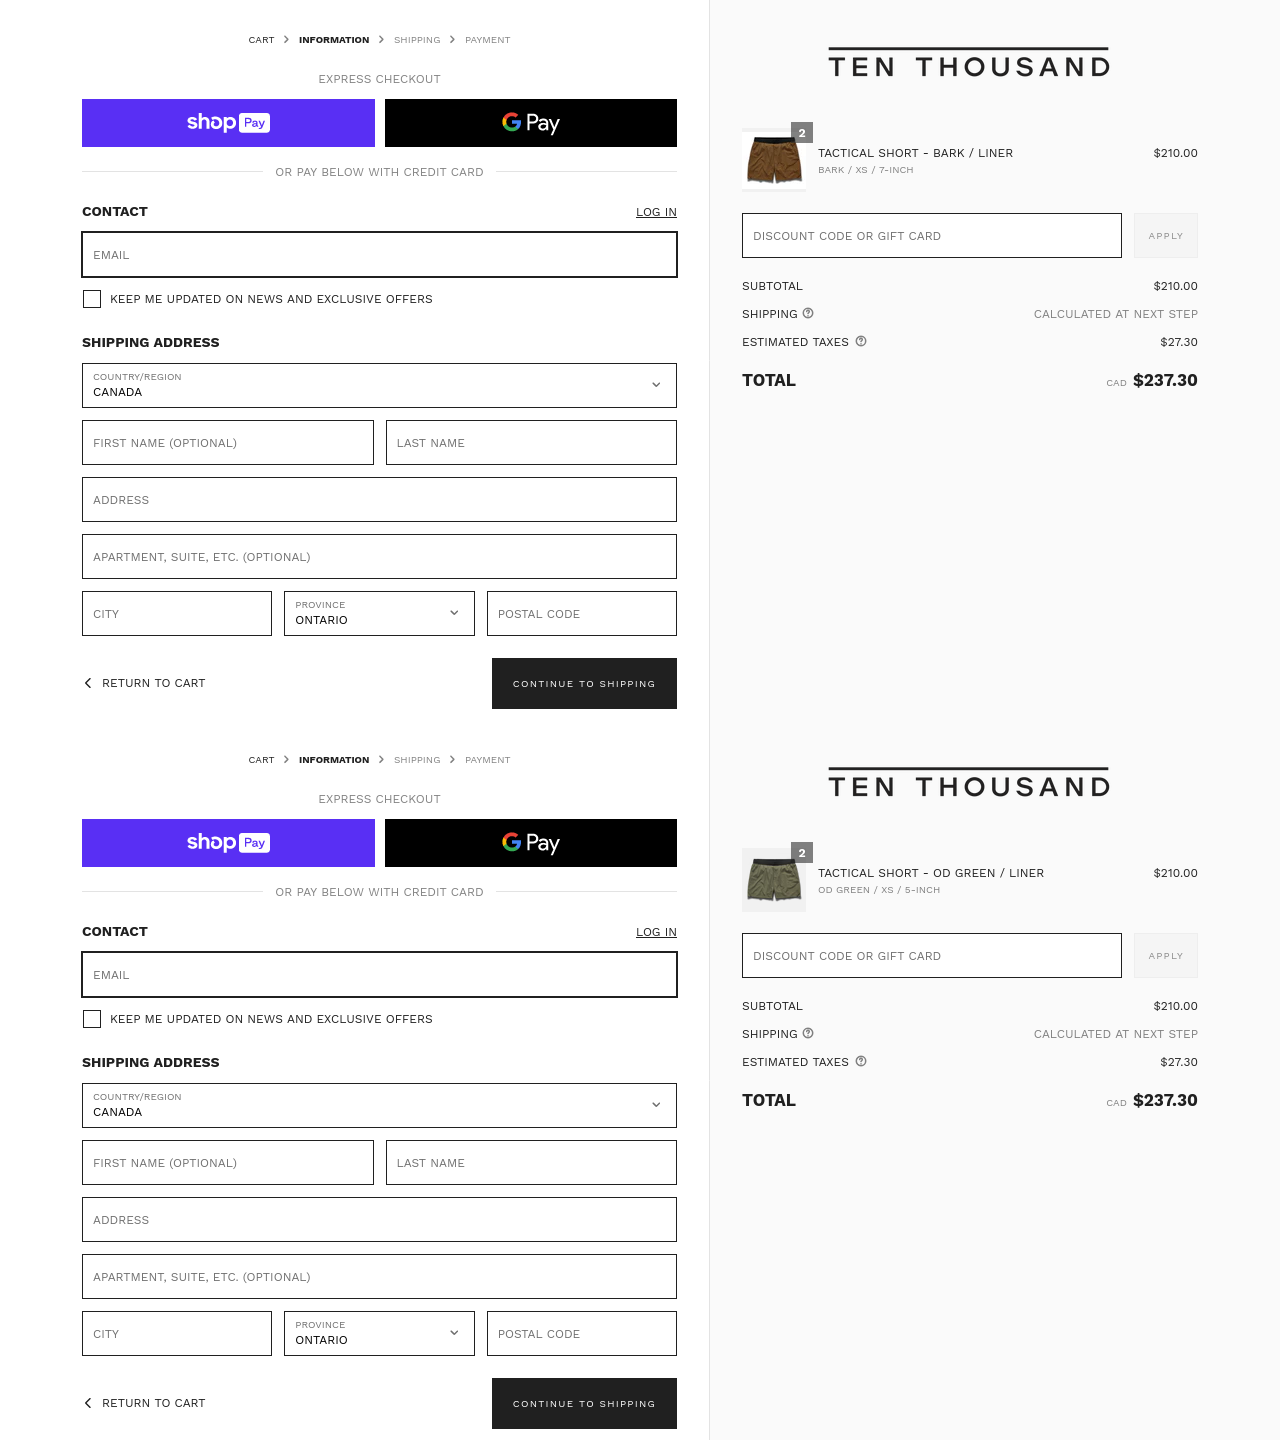 CART > INFORMATION > SHIPPING > PAYMENT
EXPRESS CHECKOUT
shop Pay
G Pay
OR PAY BELOW WITH CREDIT CARD
CONTACT
LOG IN
EMAIL
KEEP ME UPDATED ON NEWS AND EXCLUSIVE OFFERS
SHIPPING ADDRESS
COUNTRY/REGION
CANADA
FIRST NAME (OPTIONAL)
LAST NAME
ADDRESS
APARTMENT, SUITE, ETC. (OPTIONAL)
CITY
PROVINCE
ONTARIO
POSTAL CODE
RETURN TO CART
CONTINUE TO SHIPPING
TEN THOUSAND
2
TACTICAL SHORT - BARK / LINER
$210.00
BARK / XS / 7-INCH
DISCOUNT CODE OR GIFT CARD
APPLY
SUBTOTAL
$210.00
SHIPPING
CALCULATED AT NEXT STEP
ESTIMATED TAXES
$27.30
TOTAL
CAD $237.30
CART > INFORMATION > SHIPPING > PAYMENT
EXPRESS CHECKOUT
shop Pay
G Pay
OR PAY BELOW WITH CREDIT CARD
CONTACT
LOG IN
EMAIL
KEEP ME UPDATED ON NEWS AND EXCLUSIVE OFFERS
SHIPPING ADDRESS
COUNTRY/REGION
CANADA
FIRST NAME (OPTIONAL)
LAST NAME
ADDRESS
APARTMENT, SUITE, ETC. (OPTIONAL)
CITY
PROVINCE
ONTARIO
POSTAL CODE
RETURN TO CART
CONTINUE TO SHIPPING
TEN THOUSAND
2
TACTICAL SHORT - OD GREEN / LINER
$210.00
OD GREEN / XS / 5-INCH
DISCOUNT CODE OR GIFT CARD
APPLY
SUBTOTAL
$210.00
SHIPPING
CALCULATED AT NEXT STEP
ESTIMATED TAXES
$27.30
TOTAL
CAD $237.30